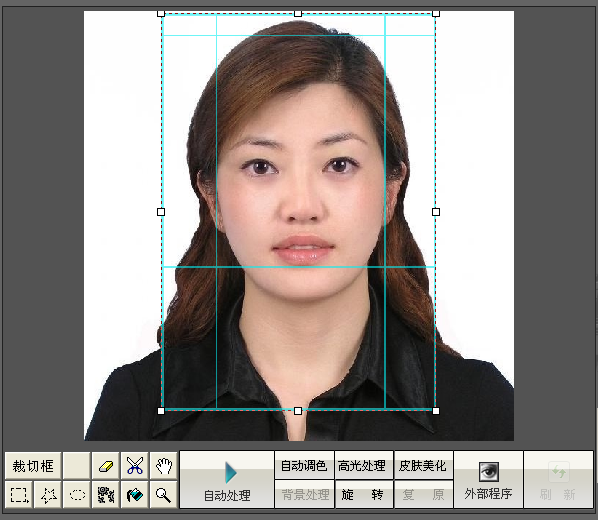 裁切框
自动处理
自动调色
高光处理
皮肤美化
背景处理
旋 转
复 原
外部程序
刷 新